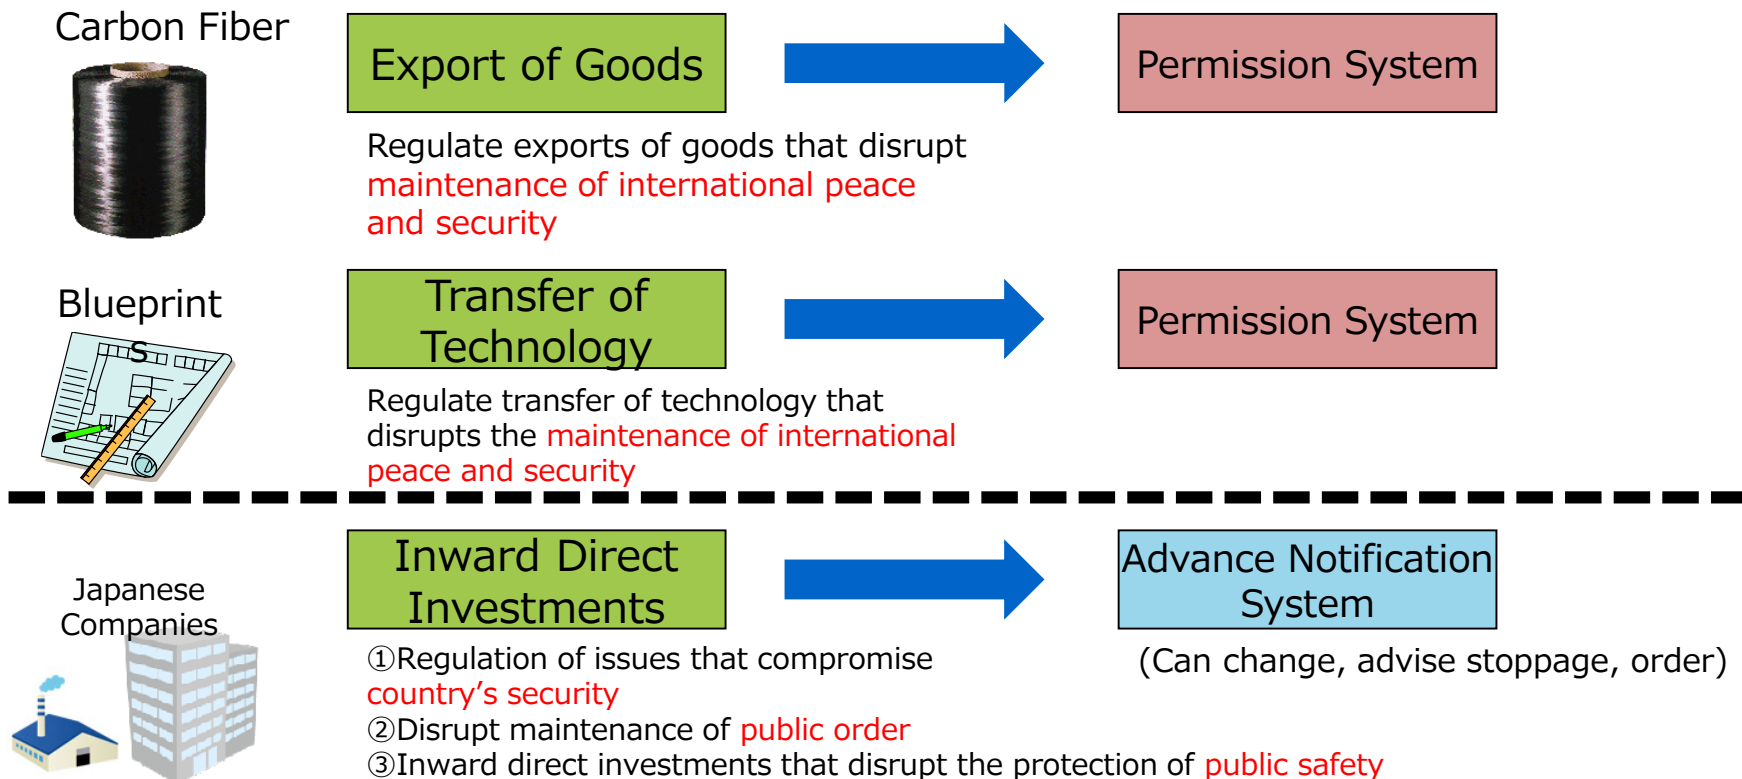 Carbon Fiber
Export of Goods
Permission System
Regulate exports of goods that disrupt
maintenance of international peace
and security
Blueprint
s
Transfer of
Technology
Permission System
Regulate transfer of technology that
disrupts the maintenance of international
peace and security
Japanese
Companies
Inward Direct
Investments
Advance Notification
System
①Regulation of issues that compromise
country’s security
②Disrupt maintenance of public order
③Inward direct investments that disrupt the protection of public safety
(Can change, advise stoppage, order)